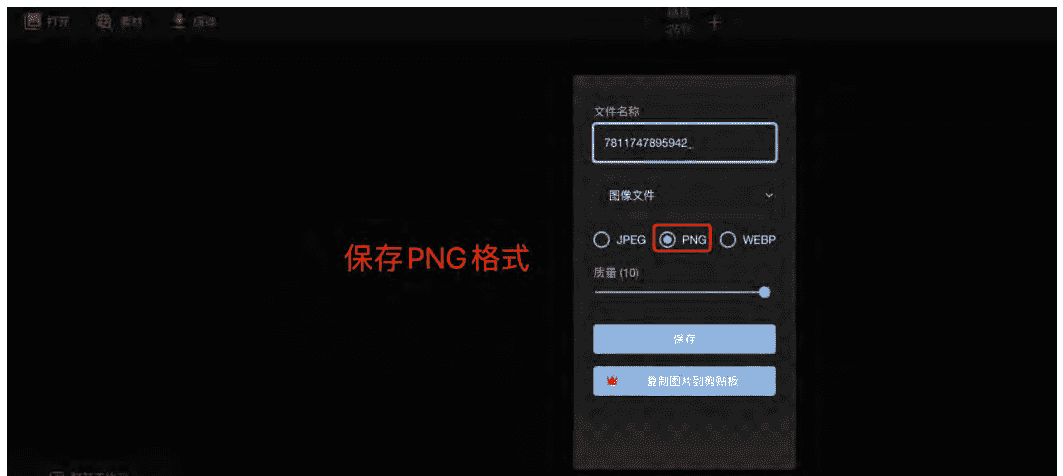 打开 素材
文件名称
7811747895942_
图像文件
JPEG PNG WEBP
保存PNG格式
质量 (10)
保存
复制图片到剪贴板